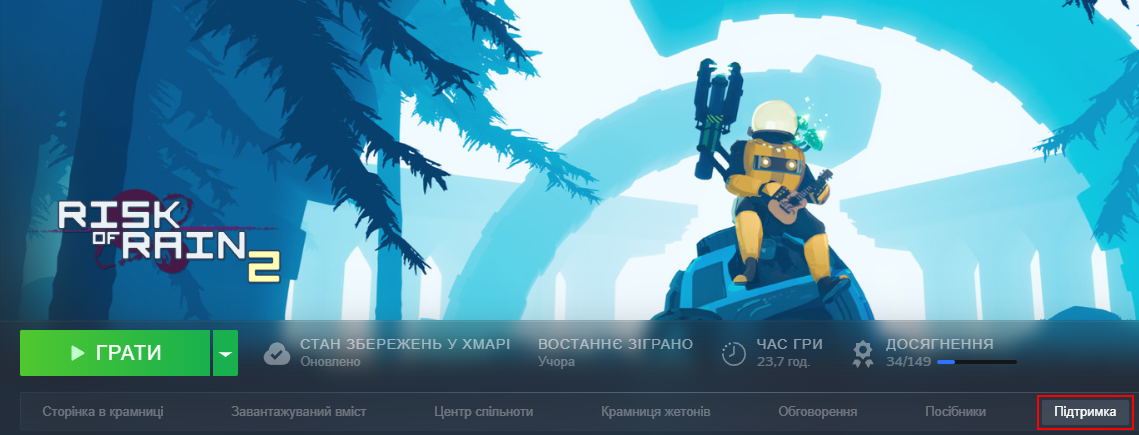 RISK
OF RAIN 2
ГРАТИ
СТАН ЗБЕРЕЖЕНЬ У ХМАРІ
Оновлено
ВОСТАННЄ ЗІГРАНО
Учора
ЧАС ГРИ
23,7 год.
ДОСЯГНЕННЯ
34/149
Сторінка в крамниці Завантажуваний вміст Центр спільноти Крамниця жетонів Обговорення Посібники Підтримка